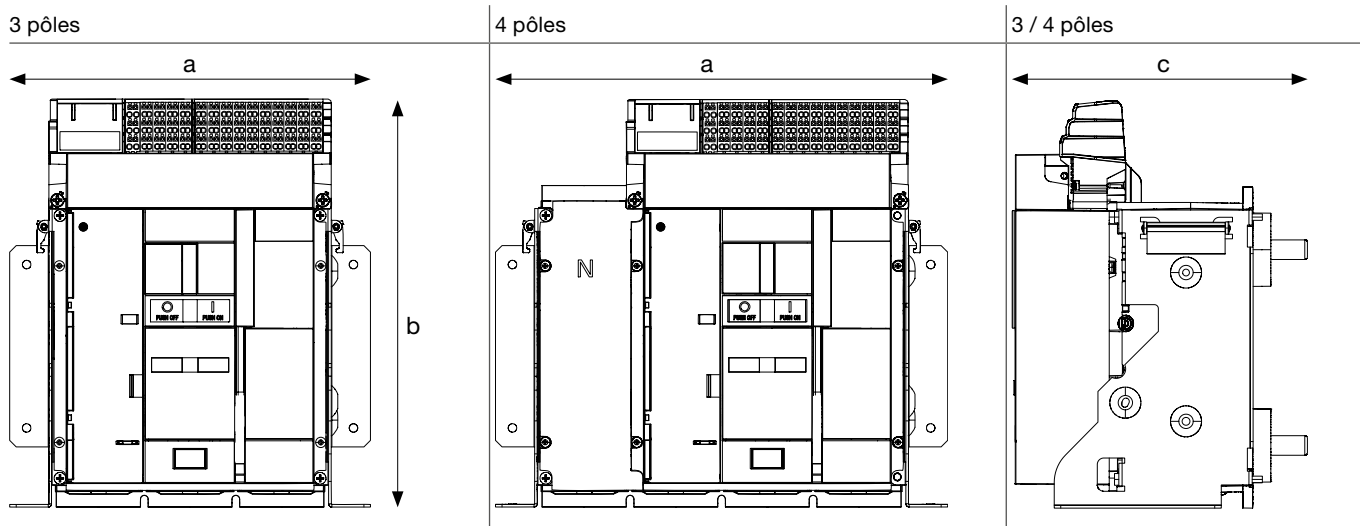 3 pôles
4 pôles
3 / 4 pôles
a
a
c
b
N
PUSH OFF
PUSH ON
PUSH OFF
PUSH ON